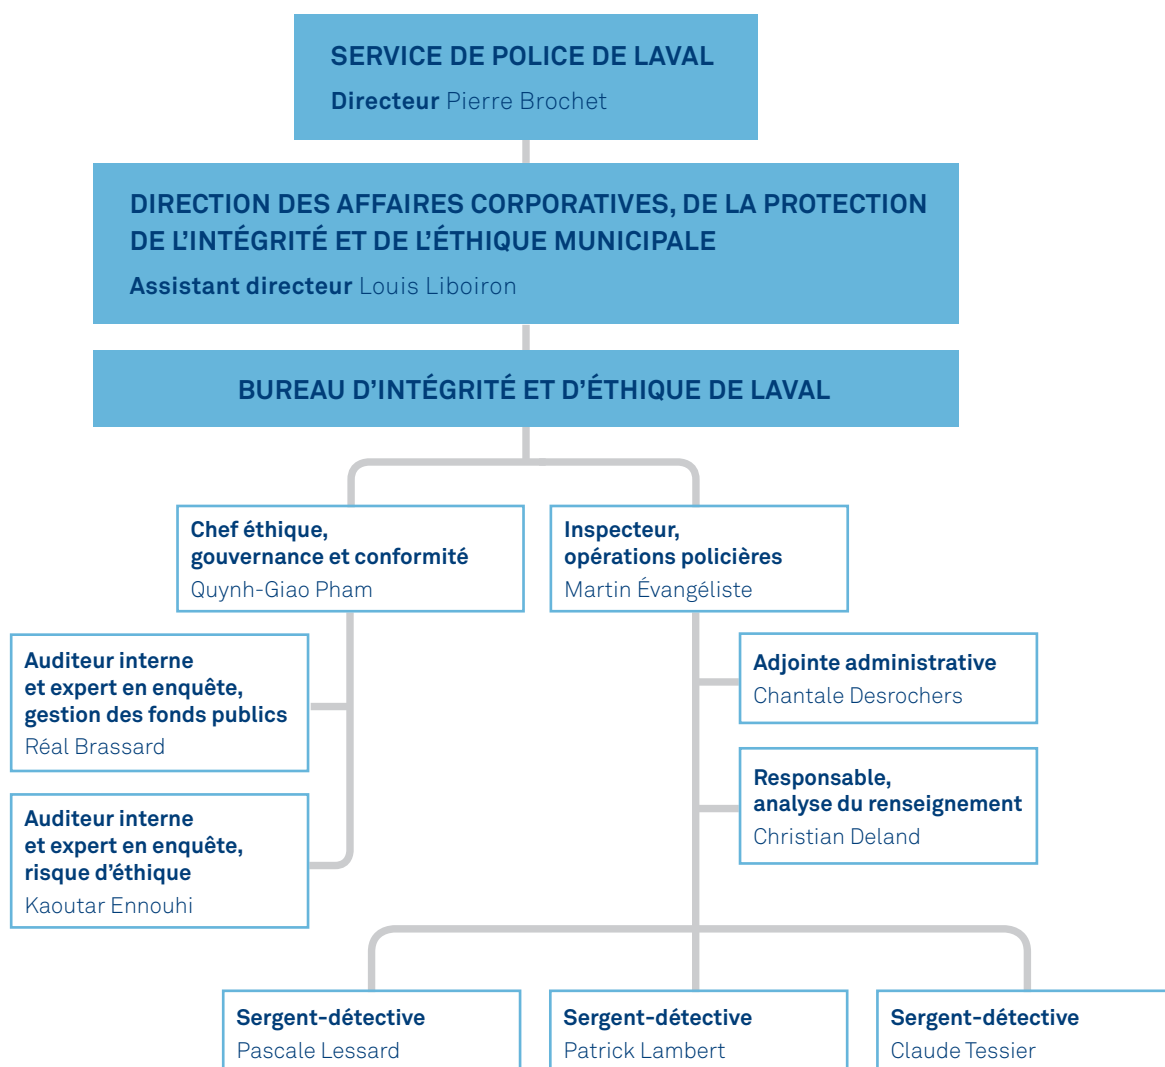 SERVICE DE POLICE DE LAVAL
Directeur Pierre Brochet
DIRECTION DES AFFAIRES CORPORATIVES, DE LA PROTECTION
DE L'INTÉGRITÉ ET DE L'ÉTHIQUE MUNICIPALE
Assistant directeur Louis Liboiron
BUREAU D'INTÉGRITÉ ET D'ÉTHIQUE DE LAVAL
Chef éthique,
gouvernance et conformité
Quynh-Giao Pham
Inspecteur,
opérations policières
Martin Évangéliste
Auditeur interne
et expert en enquête,
gestion des fonds publics
Réal Brassard
Auditeur interne
et expert en enquête,
risque d'éthique
Kaoutar Ennouhi
Adjointe administrative
Chantale Desrochers
Responsable,
analyse du renseignement
Christian Deland
Sergent-détective
Pascale Lessard
Sergent-détective
Patrick Lambert
Sergent-détective
Claude Tessier